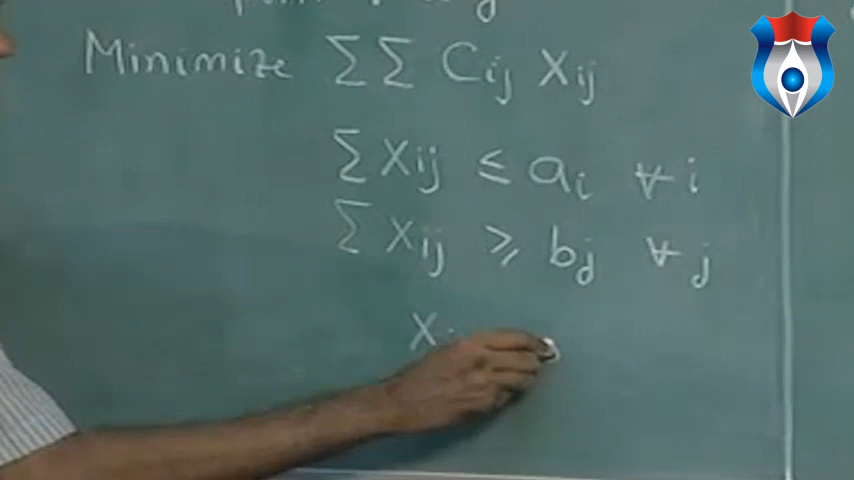 Minimize ∑∑ Cij Xij
∑Xij ≤ ai ∀i
∑Xij ≥ bj ∀j
X